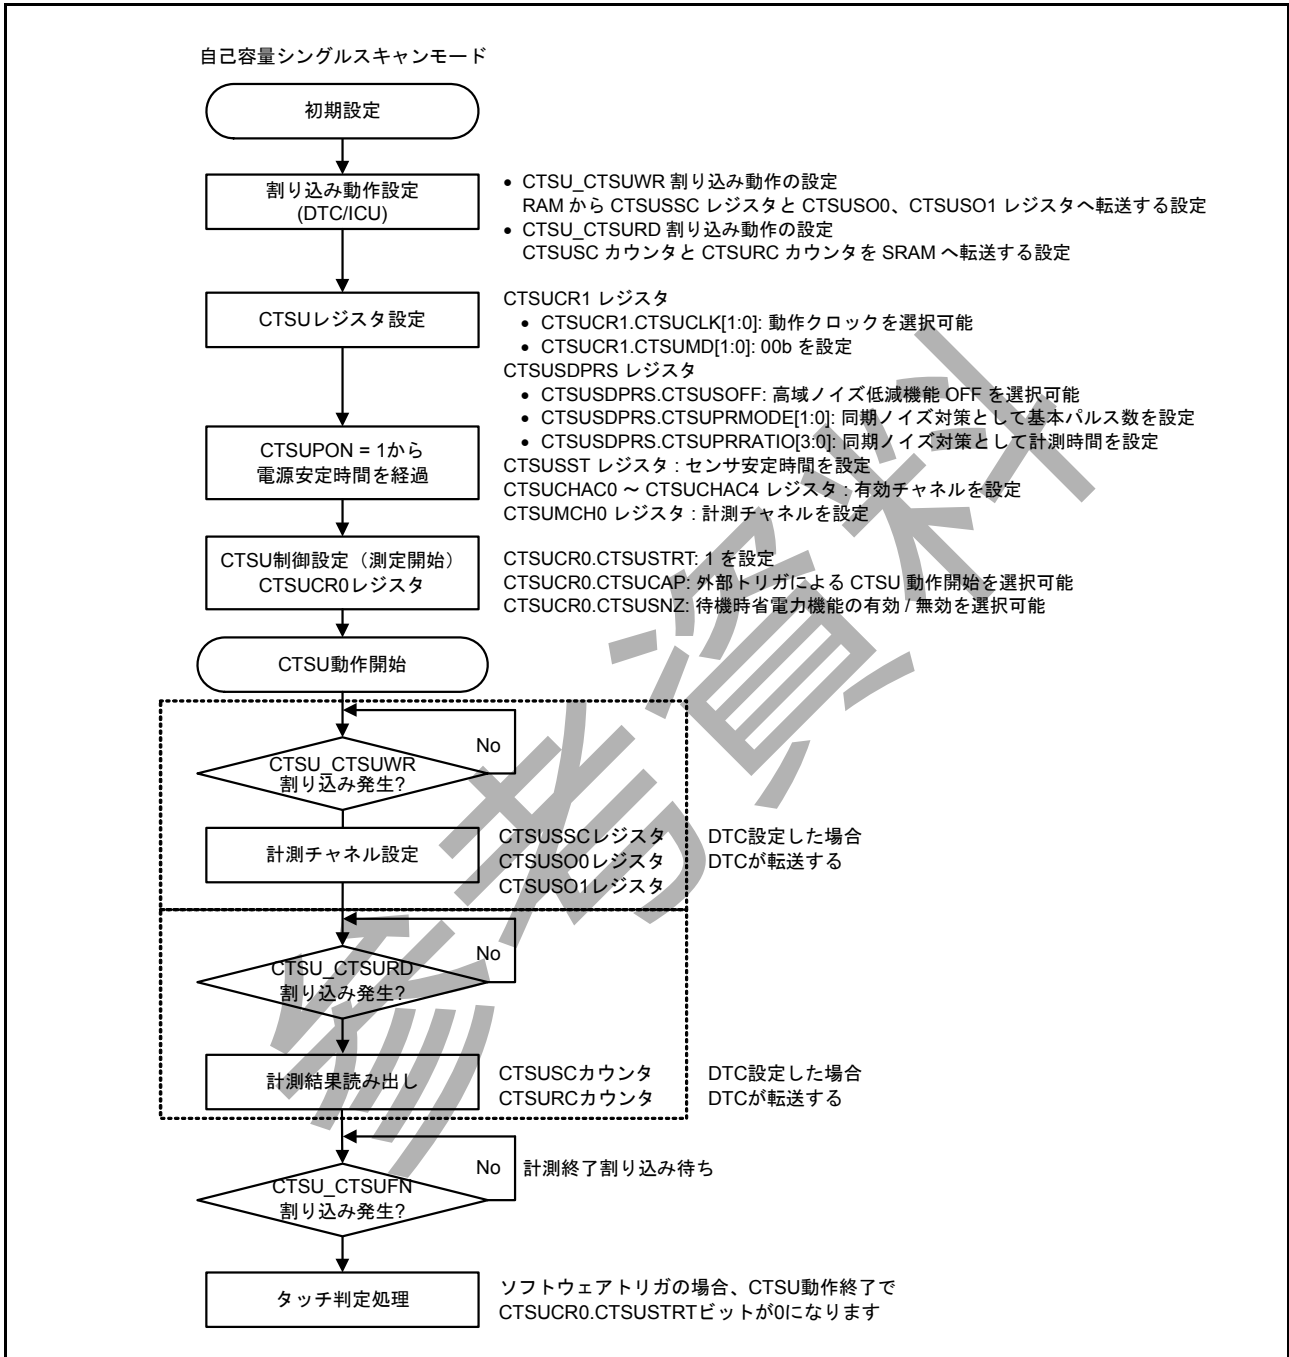 自己容量シングルスキャンモード
初期設定
割り込み動作設定
(DTC/ICU)
• CTSU_CTSUWR 割り込み動作の設定
RAM から CTSUSSC レジスタと CTSUSO0、CTSUSO1 レジスタへ転送する設定
• CTSU_CTSURD 割り込み動作の設定
CTSUSC カウンタと CTSURC カウンタを SRAM へ転送する設定
CTSUレジスタ設定
CTSUCR1 レジスタ
• CTSUCR1.CTSUCLK[1:0]: 動作クロックを選択可能
• CTSUCR1.CTSUMD[1:0]: 00b を設定
CTSUSDPRS レジスタ
• CTSUSDPRS.CTSUSOFF: 高域ノイズ低減機能 OFF を選択可能
• CTSUSDPRS.CTSUPRMODE[1:0]: 同期ノイズ対策として基本パルス数を設定
• CTSUSDPRS.CTSUPRRATIO[3:0]: 同期ノイズ対策として計測時間を設定
CTSUSST レジスタ : センサ安定時間を設定
CTSUCHAC0 ～ CTSUCHAC4 レジスタ : 有効チャネルを設定
CTSUMCH0 レジスタ : 計測チャネルを設定
CTSUPON = 1から
電源安定時間を経過
CTSU制御設定（測定開始）
CTSUCR0レジスタ
CTSUCR0.CTSUSTRT: 1 を設定
CTSUCR0.CTSUCAP: 外部トリガによる CTSU 動作開始を選択可能
CTSUCR0.CTSUSNZ: 待機時省電力機能の有効 / 無効を選択可能
CTSU動作開始
No
CTSU_CTSUWR
割り込み発生?
計測チャネル設定
CTSUSSCレジスタ
CTSUSO0レジスタ
CTSUSO1レジスタ
DTC設定した場合
DTCが転送する
No
CTSU_CTSURD
割り込み発生?
計測結果読み出し
CTSUSCカウンタ
CTSURCカウンタ
DTC設定した場合
DTCが転送する
No
計測終了割り込み待ち
CTSU_CTSUFN
割り込み発生?
タッチ判定処理
ソフトウェアトリガの場合、CTSU動作終了で
CTSUCR0.CTSUSTRTビットが0になります
参考資料